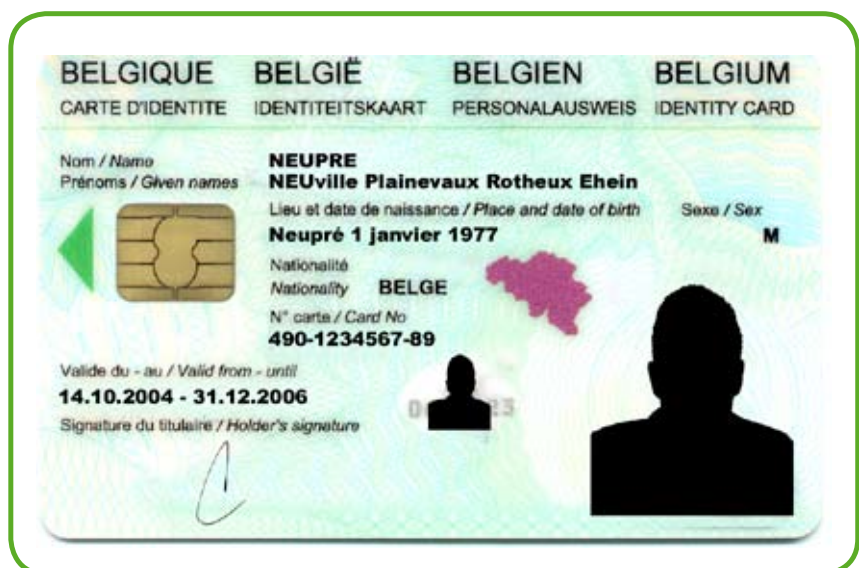 BELGIQUE BELGIË BELGIEN BELGIUM
CARTE D'IDENTITE IDENTITEITSKAART PERSONALAUSWEIS IDENTITY CARD
Nom / Name NEUPRE
Prénoms / Given names NEUville Plainevaux Rotheux Ehein
Lieu et date de naissance / Place and date of birth Sexe / Sex
Neupré 1 janvier 1977 M
Nationalité
Nationality BELGE
N° carte / Card No
490-1234567-89
Valide du - au / Valid from - until
14.10.2004 - 31.12.2006
Signature du titulaire / Holder's signature